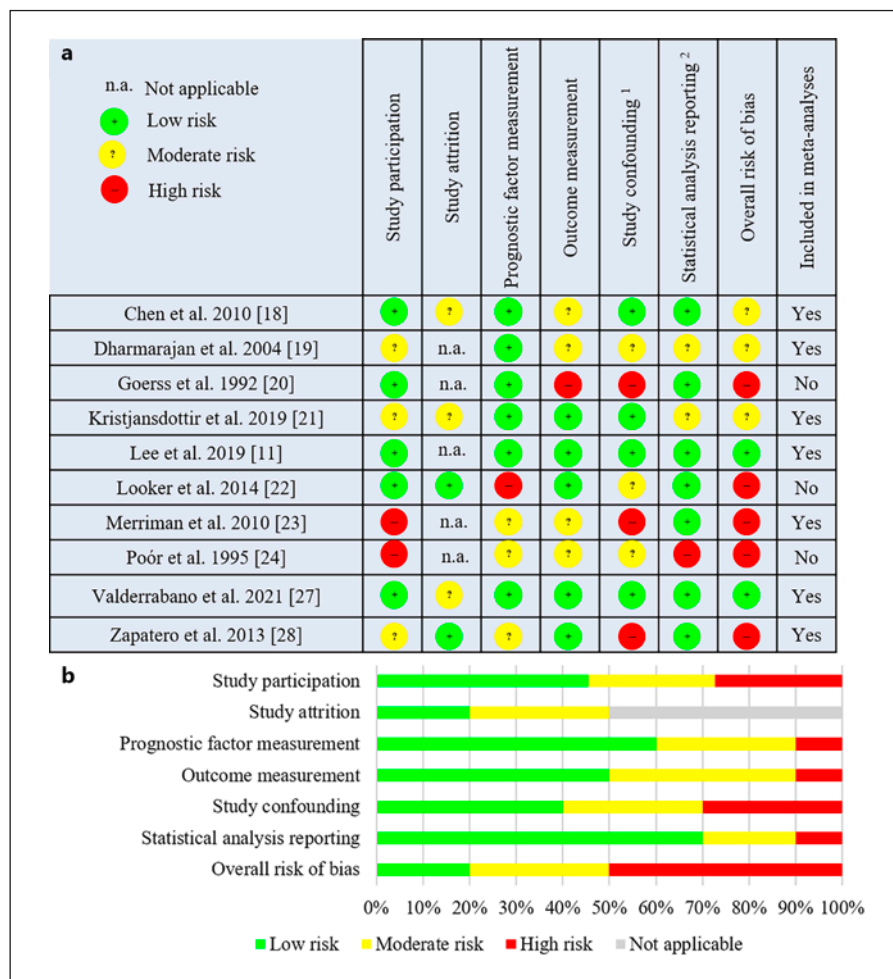 a
n.a. Not applicable
+ Low risk
? Moderate risk
− High risk
Study participation
Study attrition
Prognostic factor measurement
Outcome measurement
Study confounding 1
Statistical analysis reporting 2
Overall risk of bias
Included in meta-analyses
Chen et al. 2010 [18] + ? + ? + + ? Yes
Dharmarajan et al. 2004 [19] ? n.a. + ? ? ? ? Yes
Goerss et al. 1992 [20] + n.a. + − − + − No
Kristjansdottir et al. 2019 [21] ? ? + + + ? ? Yes
Lee et al. 2019 [11] + n.a. + + + + + Yes
Looker et al. 2014 [22] + + − + ? + − No
Merriman et al. 2010 [23] − n.a. ? ? − + − Yes
Poór et al. 1995 [24] − n.a. ? ? ? − − No
Valderrabano et al. 2021 [27] + ? + + + + + Yes
Zapatero et al. 2013 [28] ? + ? + − + − Yes
b
Study participation
Study attrition
Prognostic factor measurement
Outcome measurement
Study confounding
Statistical analysis reporting
Overall risk of bias
0% 10% 20% 30% 40% 50% 60% 70% 80% 90% 100%
Low risk Moderate risk High risk Not applicable